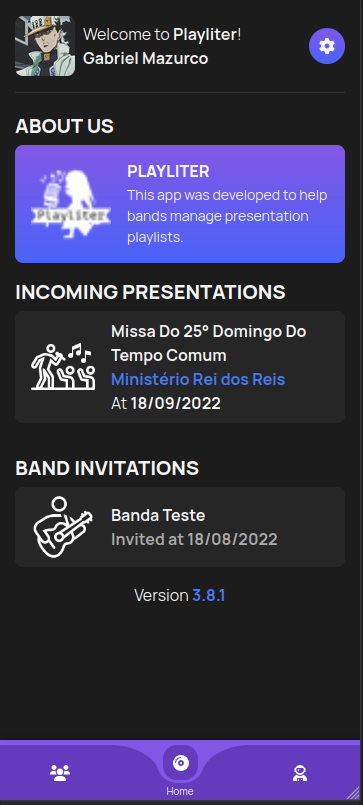 Welcome to Playliter!
Gabriel Mazurco
ABOUT US
Playliter
PLAYLITER
This app was developed to help
bands manage presentation
playlists.
INCOMING PRESENTATIONS
Missa Do 25° Domingo Do
Tempo Comum
Ministério Rei dos Reis
At 18/09/2022
BAND INVITATIONS
Banda Teste
Invited at 18/08/2022
Version 3.8.1
Home